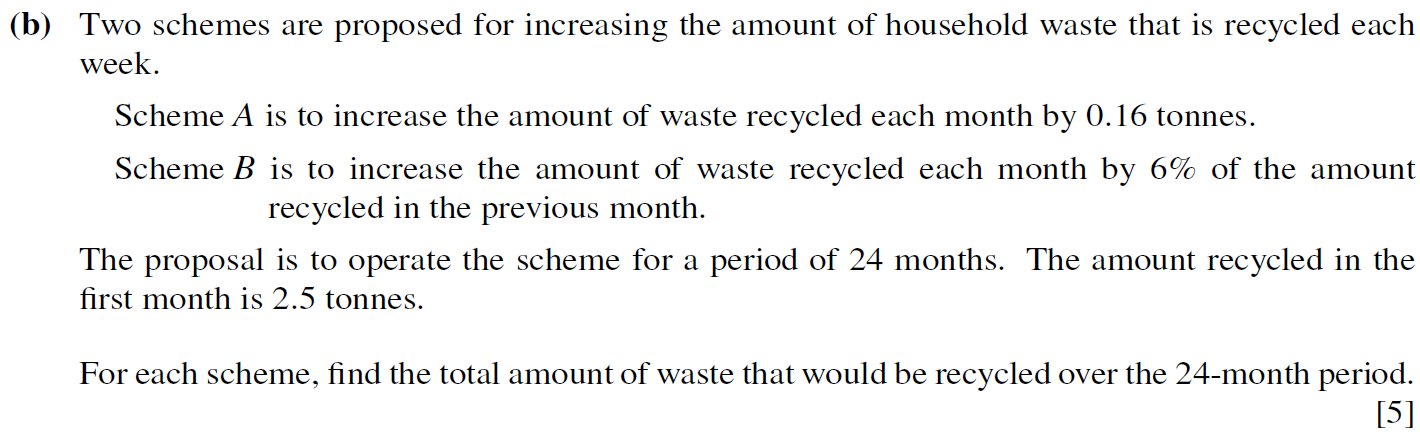 (b) Two schemes are proposed for increasing the amount of household waste that is recycled each
week.
Scheme A is to increase the amount of waste recycled each month by 0.16 tonnes.
Scheme B is to increase the amount of waste recycled each month by 6% of the amount
recycled in the previous month.
The proposal is to operate the scheme for a period of 24 months. The amount recycled in the
first month is 2.5 tonnes.
For each scheme, find the total amount of waste that would be recycled over the 24-month period.
[5]